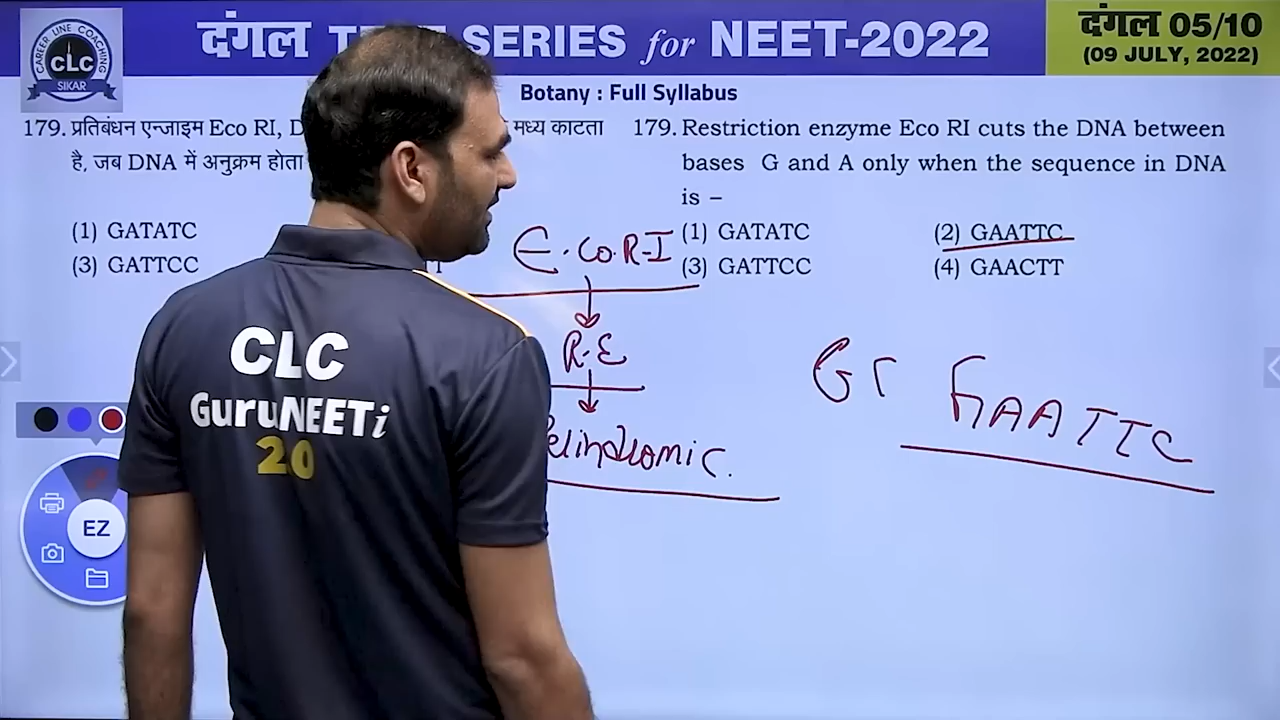 दंगल SERIES for NEET-2022
दंगल 05/10
(09 JULY, 2022)
CAREER LINE COACHING
CLC
SIKAR
Botany : Full Syllabus
179. प्रतिबंधन एन्जाइम Eco RI, मध्य काटता
है, जब DNA में अनुक्रम होता
(1) GATATC
(3) GATTCC
179. Restriction enzyme Eco RI cuts the DNA between
bases G and A only when the sequence in DNA
is –
(1) GATATC (2) GAATTC
(3) GATTCC (4) GAACTT
E.co.R-I
R-E
GAATTC
CLC
GuruNEETi
2.0
EZ